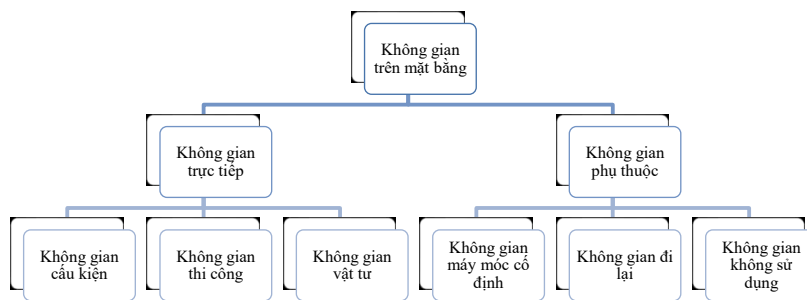 Không gian
trên mặt bằng
Không gian
trực tiếp
Không gian
phụ thuộc
Không gian
cấu kiện
Không gian
thi công
Không gian
vật tư
Không gian
máy móc cố
định
Không gian đi
lại
Không gian
không sử
dụng